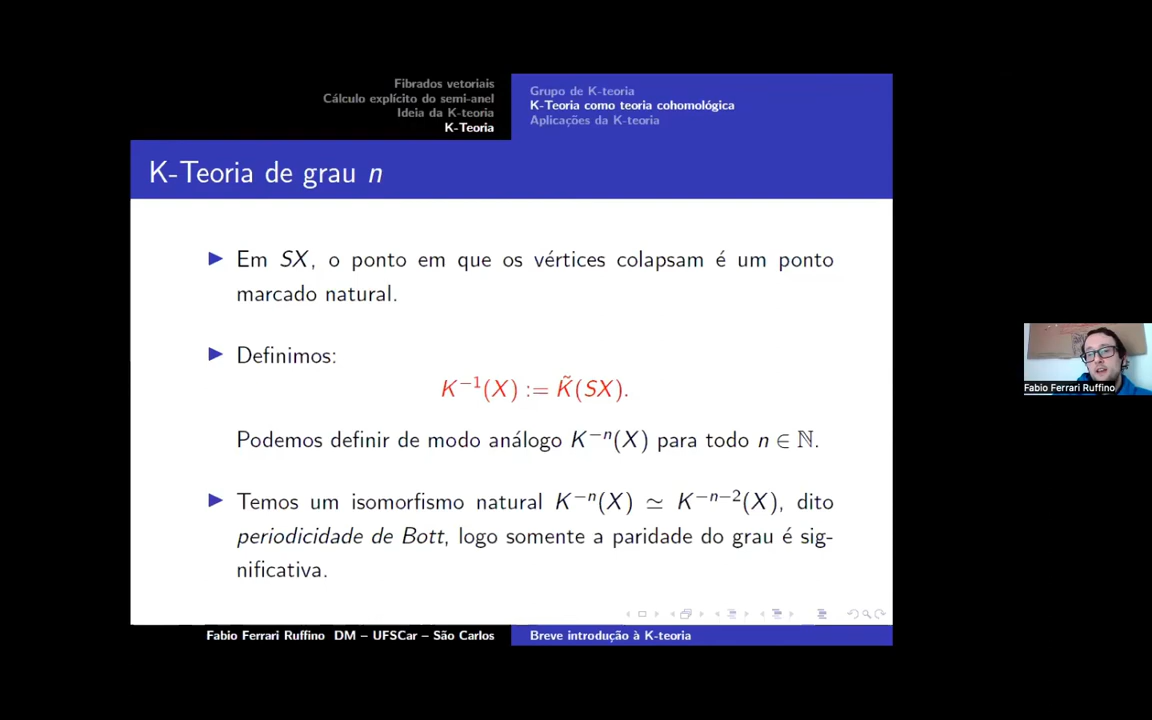 Fibrados vetoriais
Cálculo explícito do semi-anel
Ideia da K-teoria
K-Teoria
Grupo de K-teoria
K-Teoria como teoria cohomológica
Aplicações da K-teoria
K-Teoria de grau n
Em SX, o ponto em que os vértices colapsam é um ponto
marcado natural.
Definimos:
K⁻¹(X) := K̃(SX).
Podemos definir de modo análogo K⁻ⁿ(X) para todo n ∈ ℕ.
Temos um isomorfismo natural K⁻ⁿ(X) ≃ K⁻ⁿ⁻²(X), dito
periodicidade de Bott, logo somente a paridade do grau é sig-
nificativa.
Fabio Ferrari Ruffino DM – UFSCar – São Carlos
Breve introdução à K-teoria
Fabio Ferrari Ruffino